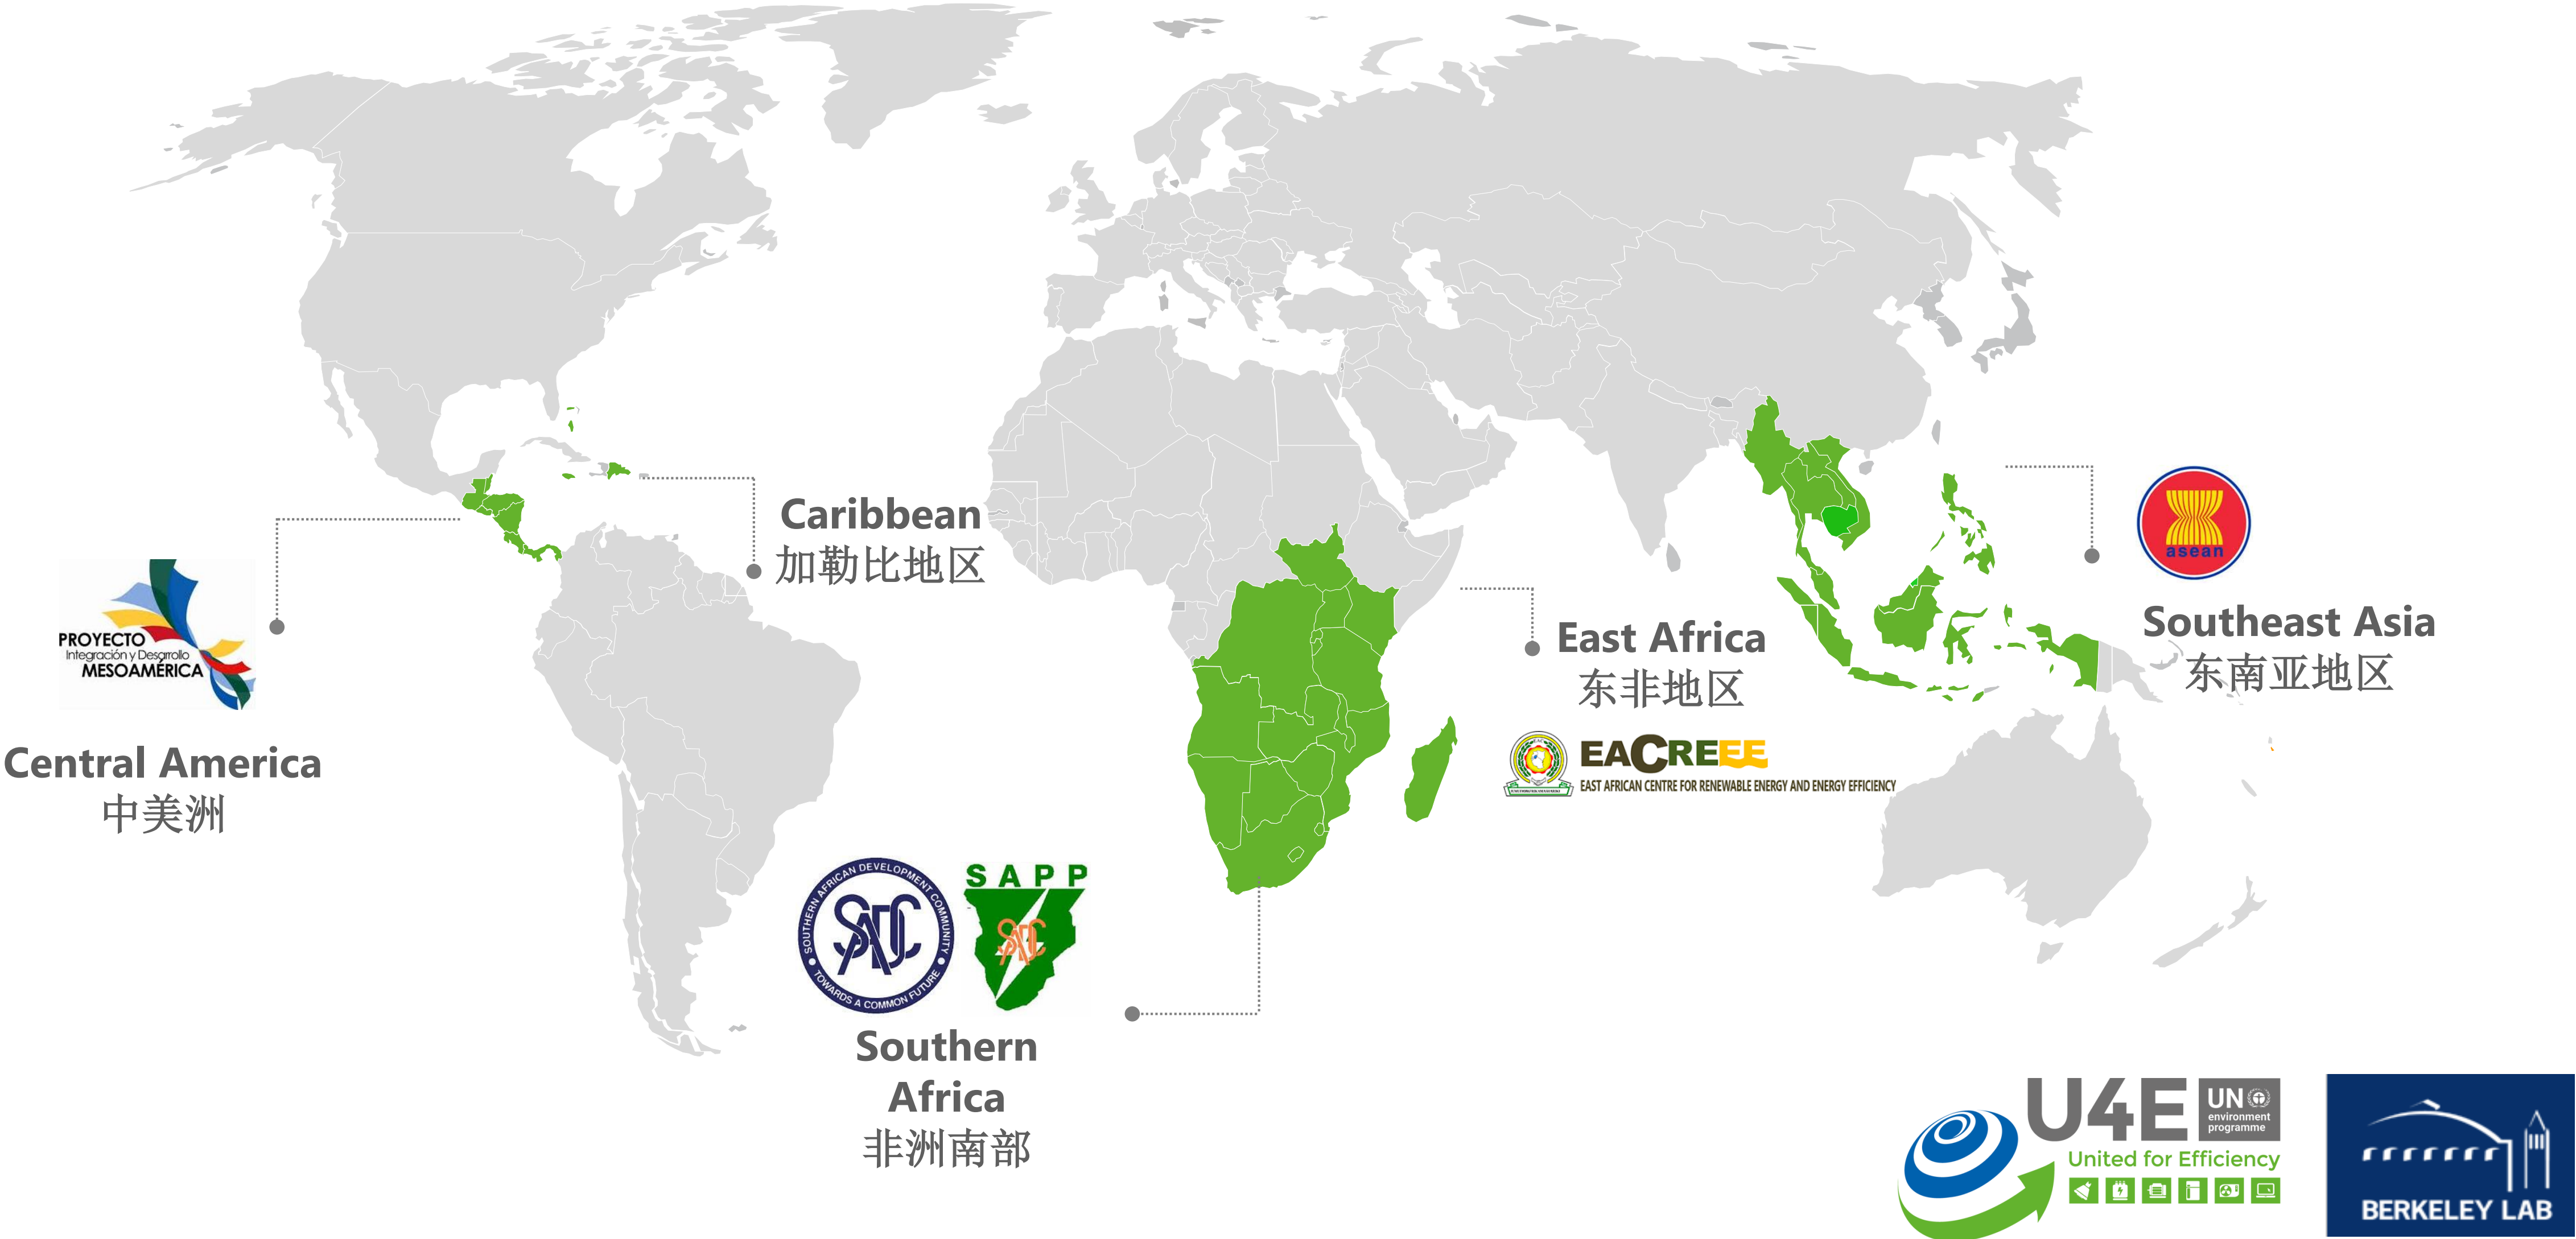 Caribbean
加勒比地区
PROYECTO
Integración y Desarrollo
MESOAMÉRICA
Central America
中美洲
East Africa
东非地区
EACREEE
EAST AFRICAN CENTRE FOR RENEWABLE ENERGY AND ENERGY EFFICIENCY
asean
Southeast Asia
东南亚地区
SOUTHERN AFRICAN DEVELOPMENT COMMUNITY
SADC
TOWARDS A COMMON FUTURE
SAPP
SADC
Southern
Africa
非洲南部
U4E
UN
environment
programme
United for Efficiency
BERKELEY LAB